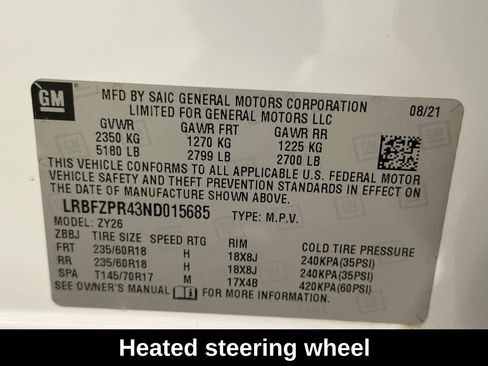 GM
MFD BY SAIC GENERAL MOTORS CORPORATION 08/21
LIMITED FOR GENERAL MOTORS LLC
GVWR GAWR FRT GAWR RR
2350 KG 1270 KG 1225 KG
5180 LB 2799 LB 2700 LB
THIS VEHICLE CONFORMS TO ALL APPLICABLE U.S. FEDERAL MOTOR
VEHICLE SAFETY AND THEFT PREVENTION STANDARDS IN EFFECT ON
THE DATE OF MANUFACTURE SHOWN ABOVE.
LRBFZPR43ND015685 TYPE: M.P.V.
MODEL: ZY26
ZBBJ TIRE SIZE SPEED RTG RIM COLD TIRE PRESSURE
FRT 235/60R18 H 18X8J 240KPA(35PSI)
RR 235/60R18 H 18X8J 240KPA(35PSI)
SPA T145/70R17 M 17X4B 420KPA(60PSI)
SEE OWNER'S MANUAL FOR MORE INFORMATION
Heated steering wheel